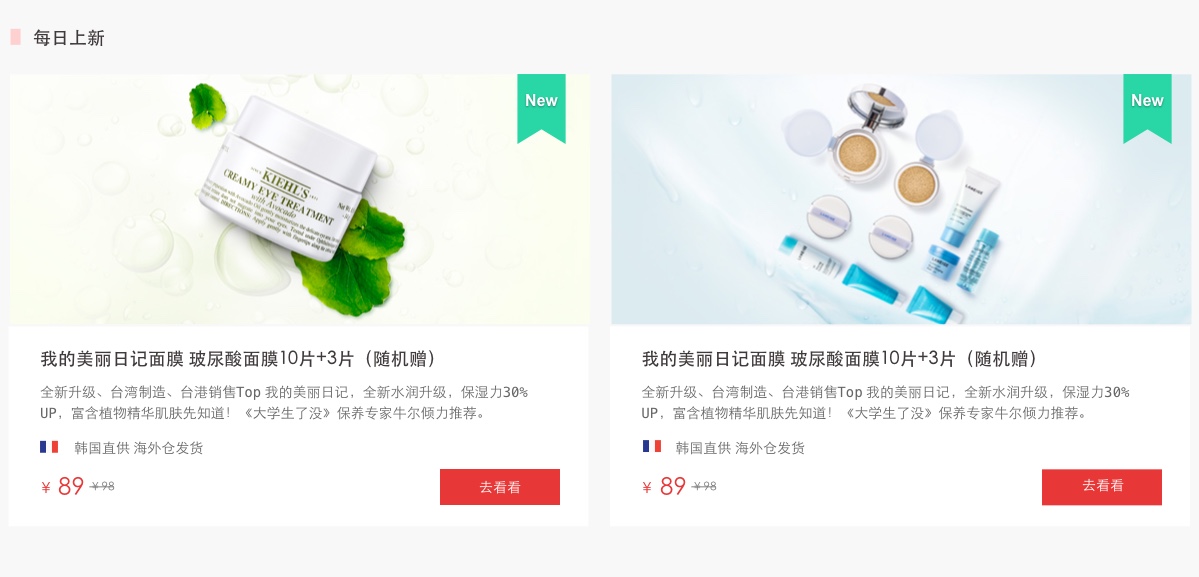 每日上新
New
KIEHL'S
CREAMY EYE TREATMENT
with Avocado
New
我的美丽日记面膜 玻尿酸面膜10片+3片（随机赠）
全新升级、台湾制造、台港销售Top 我的美丽日记，全新水润升级，保湿力30%
UP，富含植物精华肌肤先知道！《大学生了没》保养专家牛尔倾力推荐。
韩国直供 海外仓发货
¥ 89 ¥98
去看看
我的美丽日记面膜 玻尿酸面膜10片+3片（随机赠）
全新升级、台湾制造、台港销售Top 我的美丽日记，全新水润升级，保湿力30%
UP，富含植物精华肌肤先知道！《大学生了没》保养专家牛尔倾力推荐。
韩国直供 海外仓发货
¥ 89 ¥98
去看看